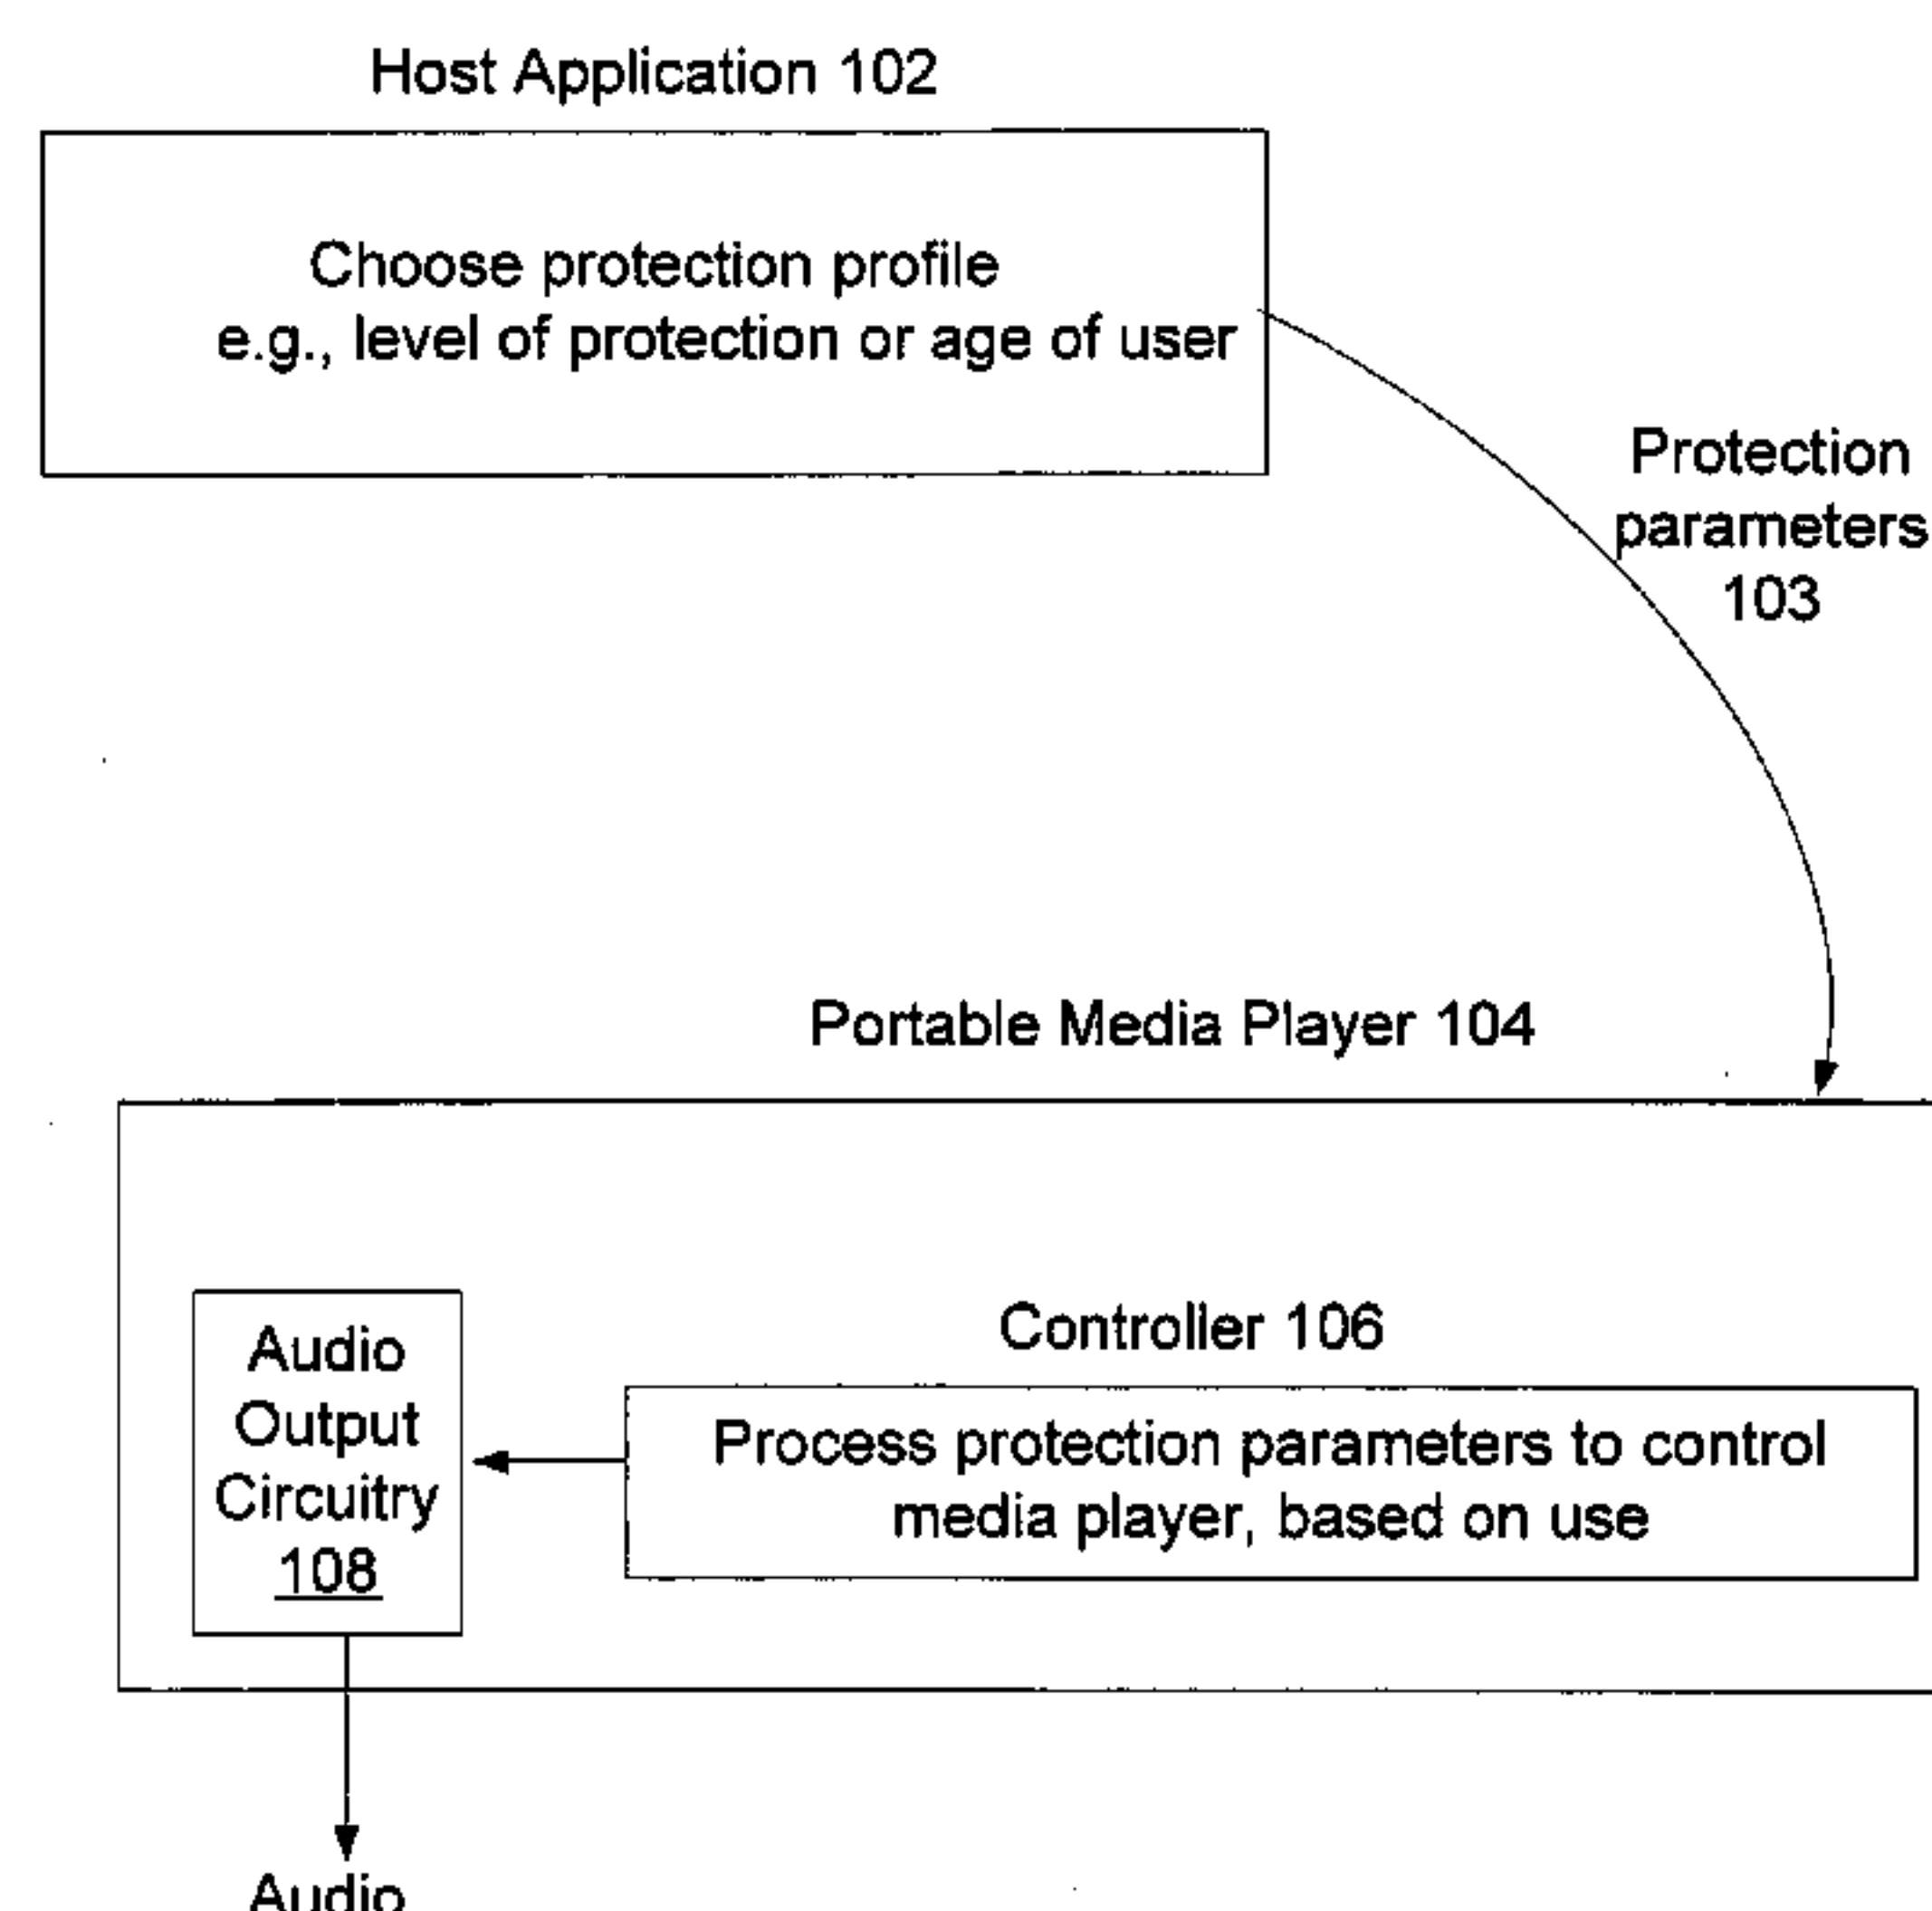 Host Application 102
Choose protection profile
e.g., level of protection or age of user
Protection
parameters
103
Portable Media Player 104
Controller 106
Audio
Output
Circuitry
108
Process protection parameters to control
media player, based on use
Audio